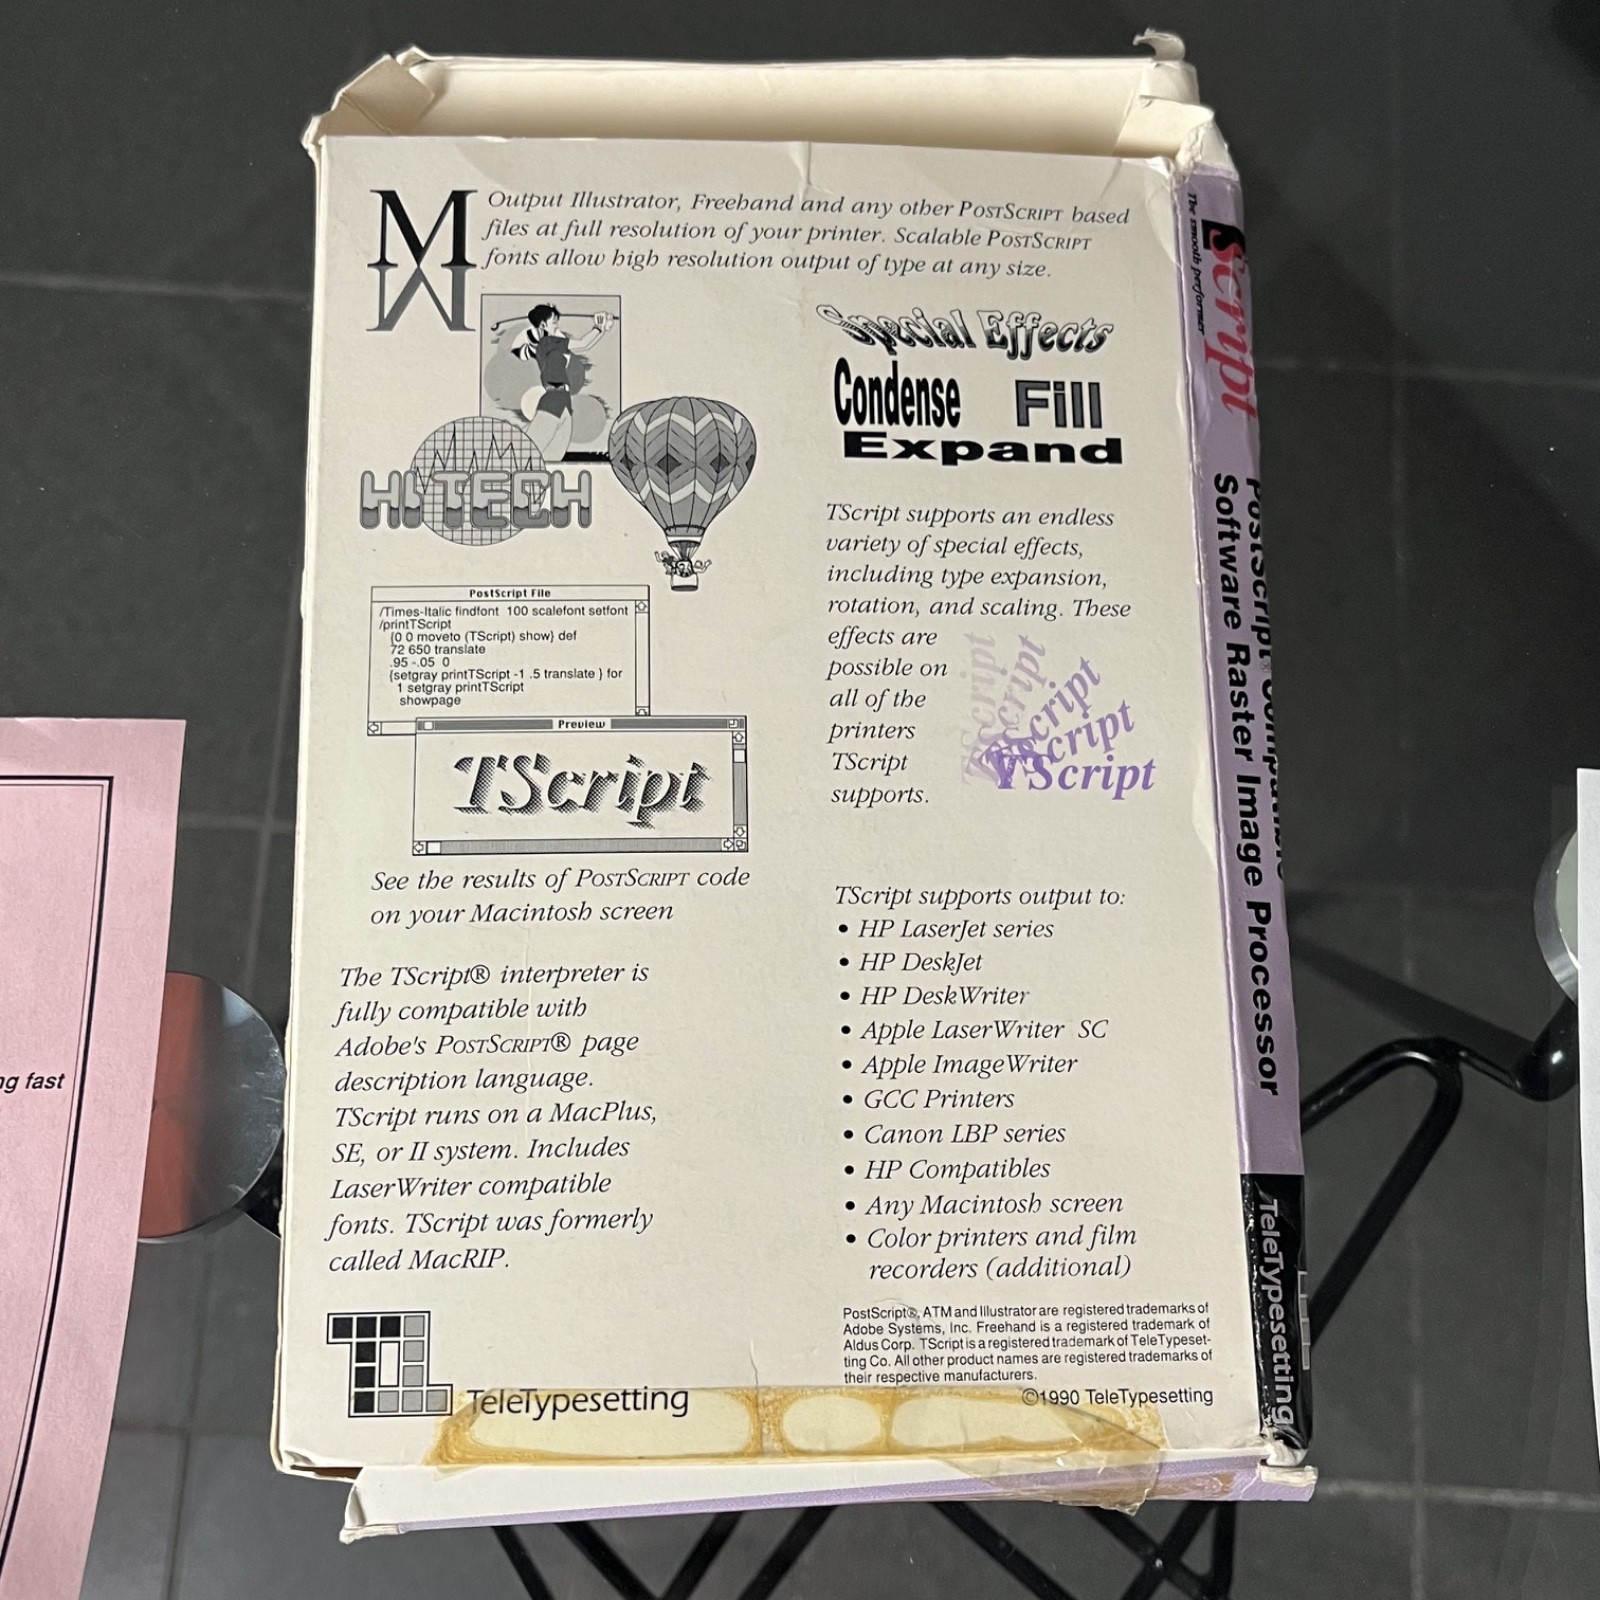 M
Output Illustrator, Freehand and any other POSTSCRIPT based
files at full resolution of your printer. Scalable POSTSCRIPT
fonts allow high resolution output of type at any size.
HI TECH
PostScript File
/Times-Italic findfont 100 scalefont setfont
/printTScript
{0 0 moveto (TScript) show} def
72 650 translate
.95 -.05 0
{setgray printTScript -1 .5 translate } for
1 setgray printTScript
showpage
Preview
TScript
See the results of POSTSCRIPT code
on your Macintosh screen
The TScript® interpreter is
fully compatible with
Adobe's POSTSCRIPT® page
description language.
TScript runs on a MacPlus,
SE, or II system. Includes
LaserWriter compatible
fonts. TScript was formerly
called MacRIP.
TeleTypesetting
Special Effects
Condense Fill
Expand
TScript supports an endless
variety of special effects,
including type expansion,
rotation, and scaling. These
effects are
possible on
all of the
printers
TScript
supports.
TScript
TScript
TScript
TScript
TScript
TScript supports output to:
• HP LaserJet series
• HP DeskJet
• HP DeskWriter
• Apple LaserWriter SC
• Apple ImageWriter
• GCC Printers
• Canon LBP series
• HP Compatibles
• Any Macintosh screen
• Color printers and film
recorders (additional)
PostScript®, ATM and Illustrator are registered trademarks of
Adobe Systems, Inc. Freehand is a registered trademark of
Aldus Corp. TScript is a registered trademark of TeleTypeset-
ting Co. All other product names are registered trademarks of
their respective manufacturers.
©1990 TeleTypesetting
The smooth performer
Script
PostScript® Compatible
Software Raster Image Processor
TeleTypesetting
ng fast